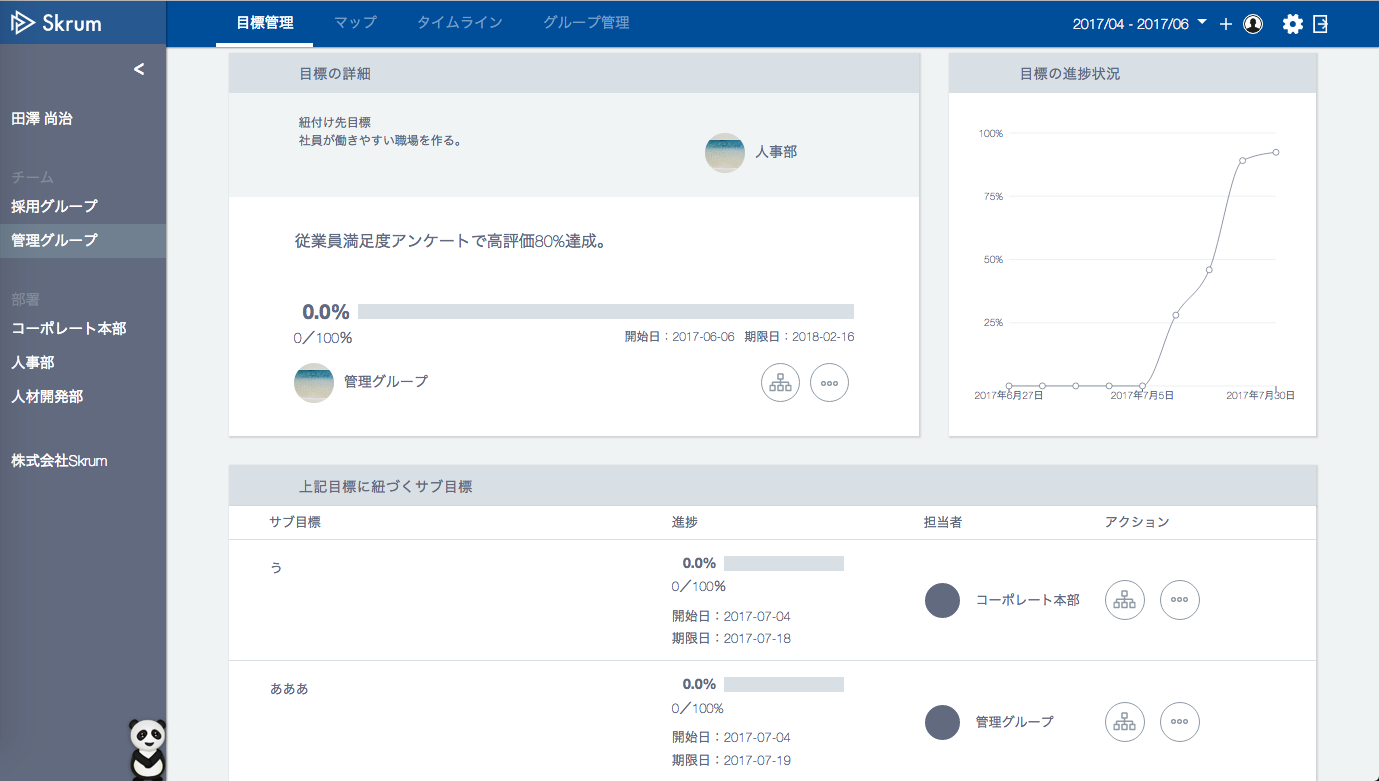 Skrum
目標管理
マップ
タイムライン
グループ管理
2017/04 - 2017/06
<
田澤 尚治
チーム
採用グループ
管理グループ
部署
コーポレート本部
人事部
人材開発部
株式会社Skrum
目標の詳細
紐付け先目標
社員が働きやすい職場を作る。
人事部
従業員満足度アンケートで高評価80%達成。
0.0%
0／100%
開始日：2017-06-06 期限日：2018-02-16
管理グループ
目標の進捗状況
100%
75%
50%
25%
2017年6月27日
2017年7月5日
2017年7月30日
上記目標に紐づくサブ目標
サブ目標
進捗
担当者
アクション
う
0.0%
0／100%
開始日：2017-07-04
期限日：2017-07-18
コーポレート本部
あああ
0.0%
0／100%
開始日：2017-07-04
期限日：2017-07-19
管理グループ